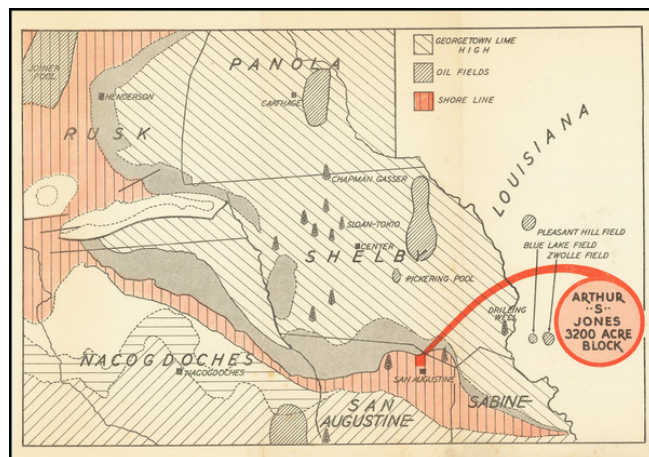 PANOLA
GEORGETOWN LIME
HIGH
OIL FIELDS
SHORE LINE
JOINER
POOL
HENDERSON
CARTHAGE
RUSK
LOUISIANA
CHAPMAN-GASSER
SLOAN-TOKIO
CENTER
SHELBY
PICKERING POOL
PLEASANT HILL FIELD
BLUE LAKE FIELD
ZWOLLE FIELD
DRILLING
WELL
ARTHUR
"S"
JONES
3200 ACRE
BLOCK
NACOGDOCHES
NACOGDOCHES
SAN AUGUSTINE
SAN
AUGUSTINE
SABINE